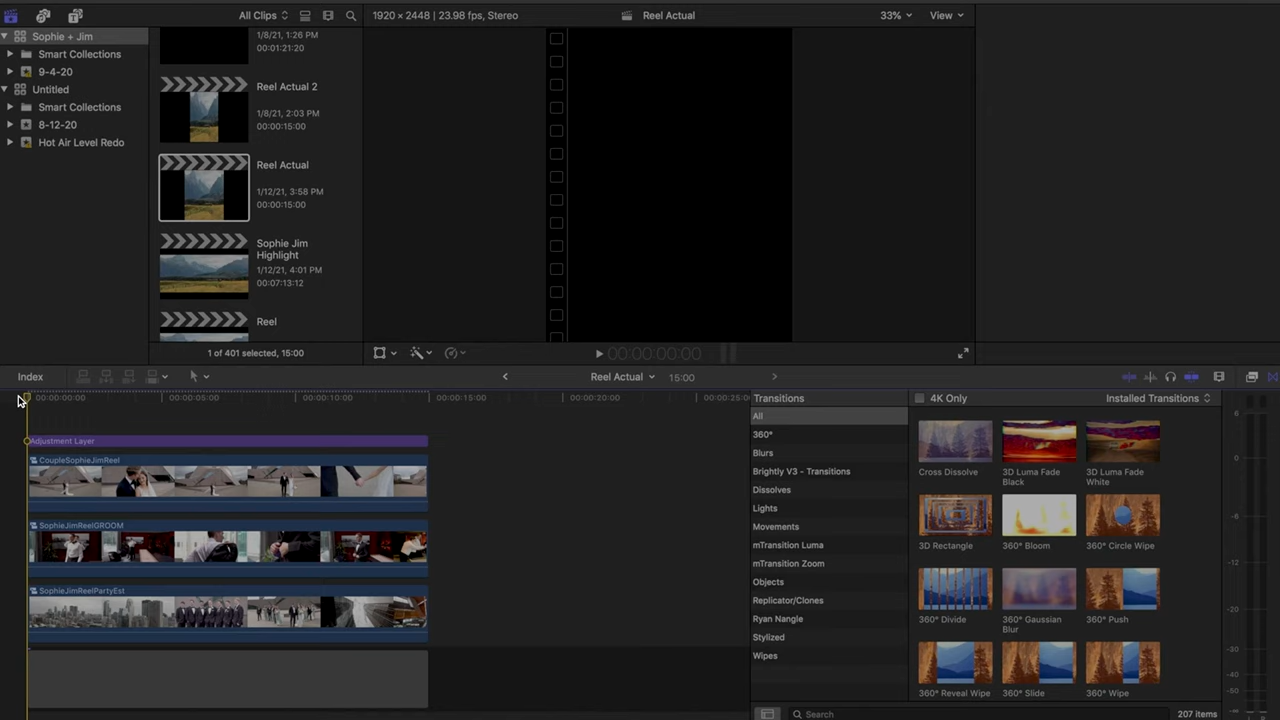 All Clips
1920 × 2448 | 23.98 fps, Stereo
Reel Actual
33%
View
Sophie + Jim
Smart Collections
9-4-20
Untitled
Smart Collections
8-12-20
Hot Air Level Redo
1/8/21, 1:26 PM
00:01:21:20
Reel Actual 2
1/8/21, 2:03 PM
00:00:15:00
Reel Actual
1/12/21, 3:58 PM
00:00:15:00
Sophie Jim
Highlight
1/12/21, 4:01 PM
00:07:13:12
Reel
1 of 401 selected, 15:00
00:00:00:00
Index
Reel Actual
15:00
00:00:00:00
00:00:05:00
00:00:10:00
00:00:15:00
00:00:20:00
00:00:25:00
Adjustment Layer
CoupleSophieJimReel
SophieJimReelGROOM
SophieJimReelPartyEst
Transitions
All
360°
Blurs
Brightly V3 - Transitions
Dissolves
Lights
Movements
mTransition Luma
mTransition Zoom
Objects
Replicator/Clones
Ryan Nangle
Stylized
Wipes
4K Only
Installed Transitions
Cross Dissolve
3D Luma Fade
Black
3D Luma Fade
White
3D Rectangle
360° Bloom
360° Circle Wipe
360° Divide
360° Gaussian
Blur
360° Push
360° Reveal Wipe
360° Slide
360° Wipe
Search
207 items
6
0
-6
-12
-20
-30
-40